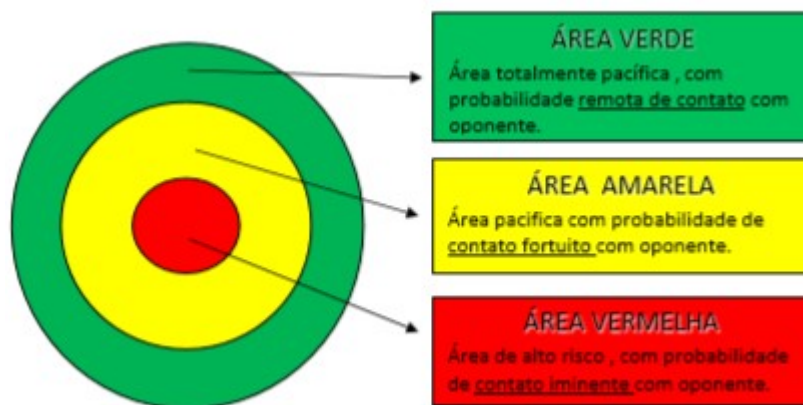 ÁREA VERDE
Área totalmente pacífica , com
probabilidade remota de contato com
oponente.
ÁREA AMARELA
Área pacifica com probabilidade de
contato fortuito com oponente.
ÁREA VERMELHA
Área de alto risco , com probabilidade
de contato iminente com oponente.